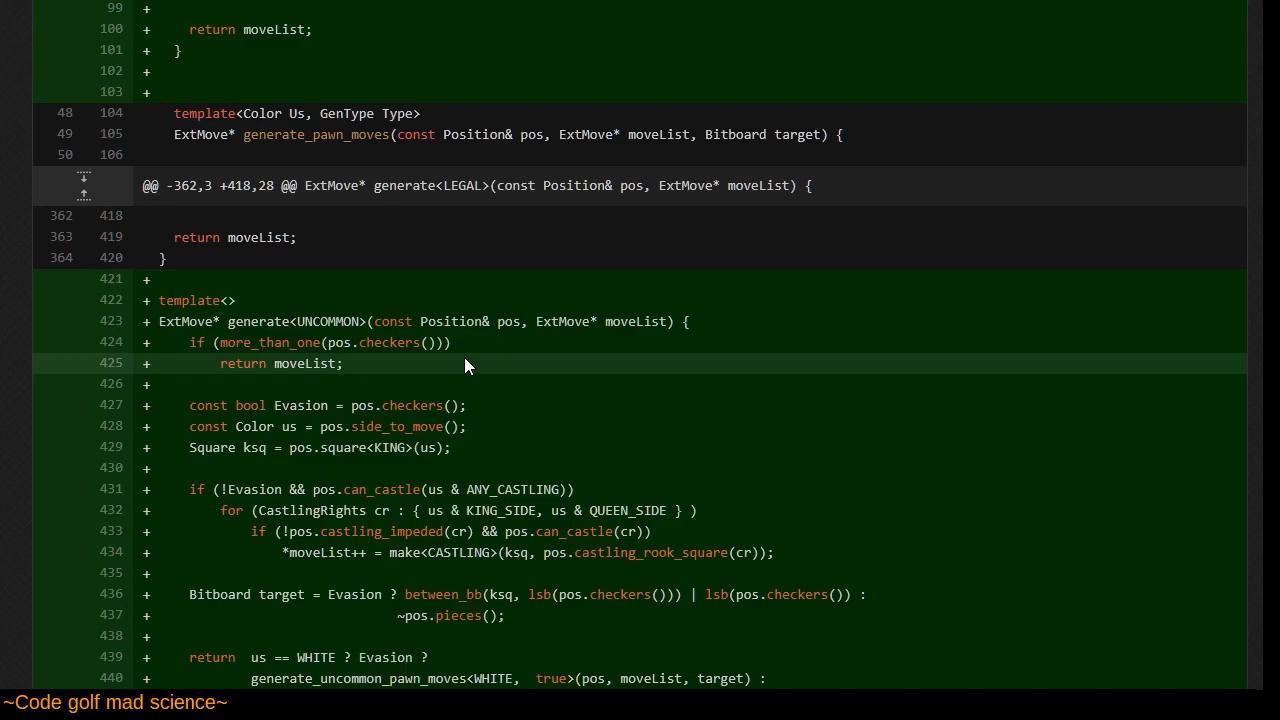 99 +
100 + return moveList;
101 + }
102 +
103 +
48 104 template<Color Us, GenType Type>
49 105 ExtMove* generate_pawn_moves(const Position& pos, ExtMove* moveList, Bitboard target) {
50 106
@@ -362,3 +418,28 @@ ExtMove* generate<LEGAL>(const Position& pos, ExtMove* moveList) {
362 418
363 419 return moveList;
364 420 }
421 +
422 + template<>
423 + ExtMove* generate<UNCOMMON>(const Position& pos, ExtMove* moveList) {
424 + if (more_than_one(pos.checkers()))
425 + return moveList;
426 +
427 + const bool Evasion = pos.checkers();
428 + const Color us = pos.side_to_move();
429 + Square ksq = pos.square<KING>(us);
430 +
431 + if (!Evasion && pos.can_castle(us & ANY_CASTLING))
432 + for (CastlingRights cr : { us & KING_SIDE, us & QUEEN_SIDE } )
433 + if (!pos.castling_impeded(cr) && pos.can_castle(cr))
434 + *moveList++ = make<CASTLING>(ksq, pos.castling_rook_square(cr));
435 +
436 + Bitboard target = Evasion ? between_bb(ksq, lsb(pos.checkers())) | lsb(pos.checkers()) :
437 + ~pos.pieces();
438 +
439 + return us == WHITE ? Evasion ?
440 + generate_uncommon_pawn_moves<WHITE, true>(pos, moveList, target) :
~Code golf mad science~